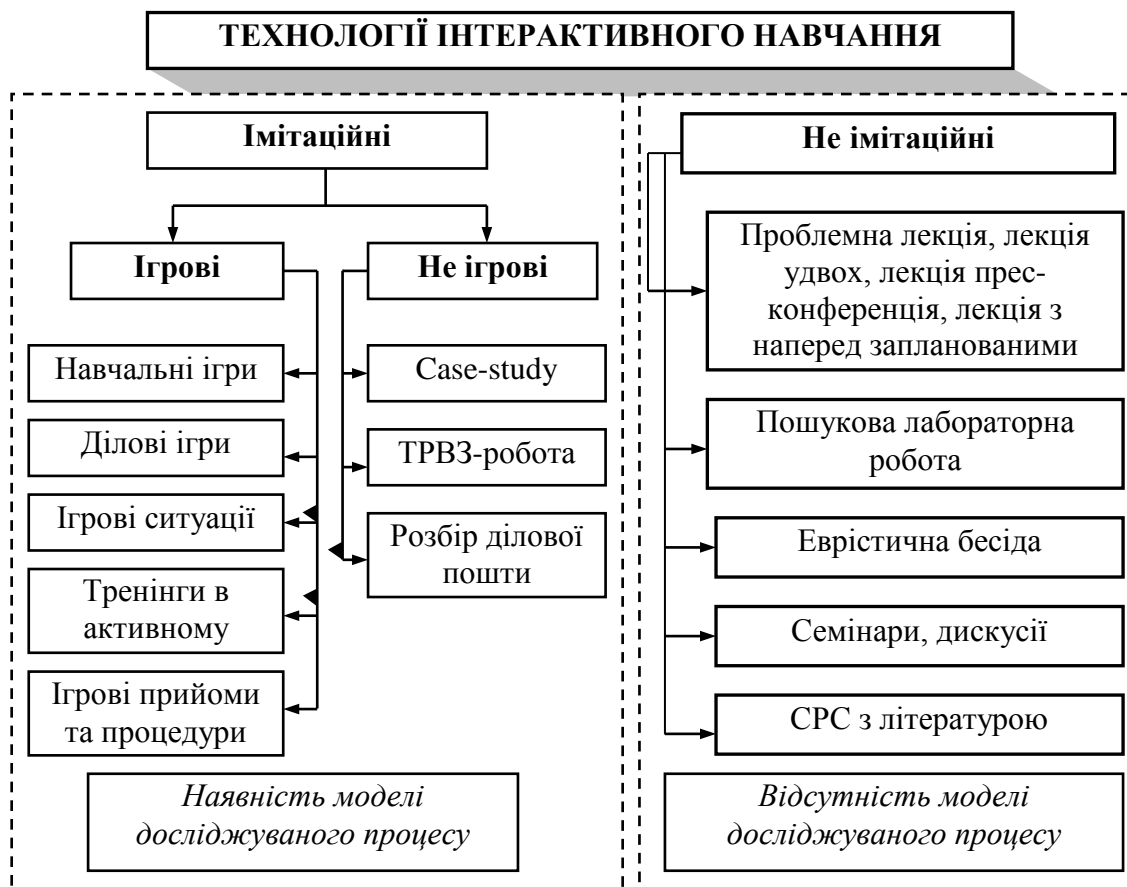 ТЕХНОЛОГІЇ ІНТЕРАКТИВНОГО НАВЧАННЯ
Імітаційні
Ігрові
Не ігрові
Навчальні ігри
Ділові ігри
Ігрові ситуації
Тренінги в
активному
Ігрові прийоми
та процедури
Case-study
ТРВЗ-робота
Розбір ділової
пошти
Наявність моделі
досліджуваного процесу
Не імітаційні
Проблемна лекція, лекція
удвох, лекція прес-
конференція, лекція з
наперед запланованими
Пошукова лабораторна
робота
Еврістична бесіда
Семінари, дискусії
СРС з літературою
Відсутність моделі
досліджуваного процесу